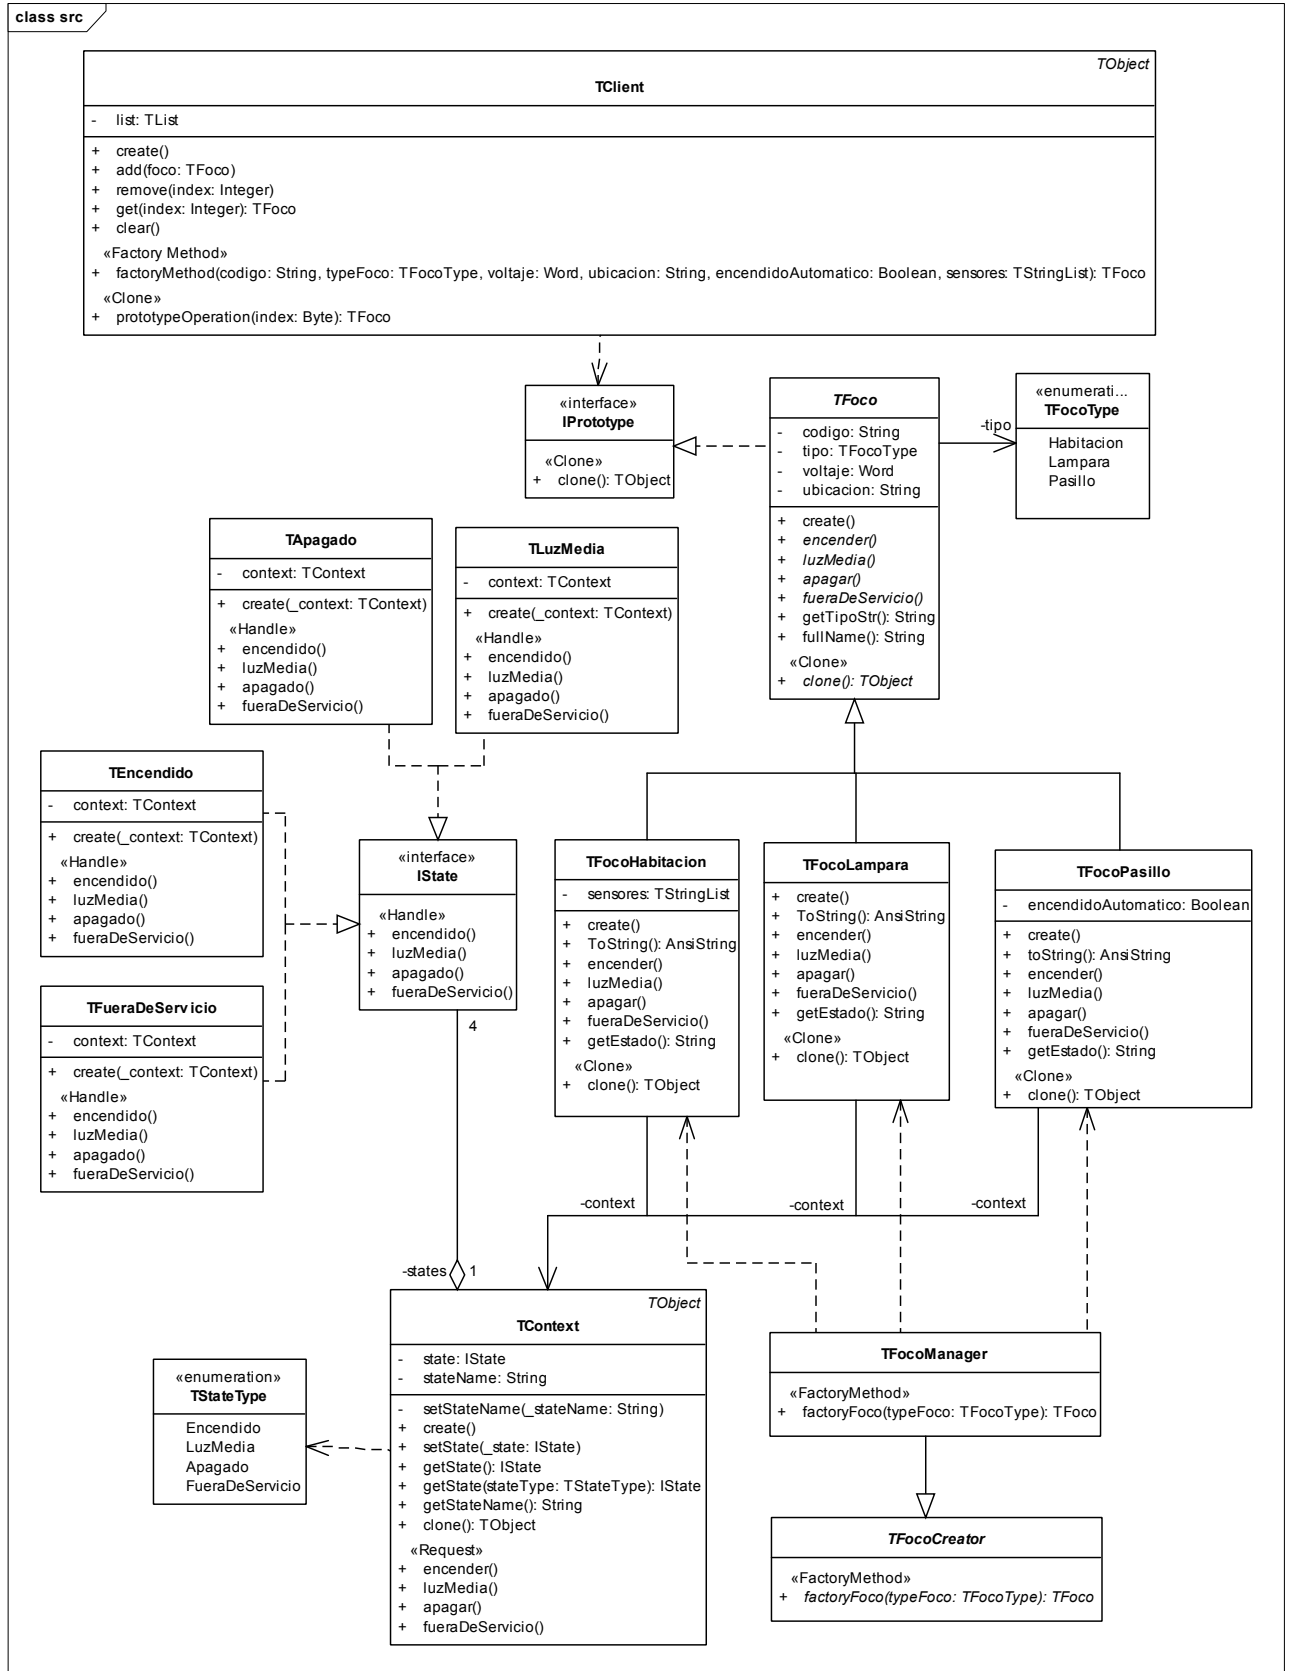 class src
TObject
TClient
- list: TList
+ create()
+ add(foco: TFoco)
+ remove(index: Integer)
+ get(index: Integer): TFoco
+ clear()
«Factory Method»
+ factoryMethod(codigo: String, typeFoco: TFocoType, voltaje: Word, ubicacion: String, encendidoAutomatico: Boolean, sensores: TStringList): TFoco
«Clone»
+ prototypeOperation(index: Byte): TFoco
«interface»
IPrototype
«Clone»
+ clone(): TObject
TFoco
- codigo: String
- tipo: TFocoType
- voltaje: Word
- ubicacion: String
+ create()
+ encender()
+ luzMedia()
+ apagar()
+ fueraDeServicio()
+ getTipoStr(): String
+ fullName(): String
«Clone»
+ clone(): TObject
-tipo
«enumerati...
TFocoType
Habitacion
Lampara
Pasillo
TApagado
- context: TContext
+ create(_context: TContext)
«Handle»
+ encendido()
+ luzMedia()
+ apagado()
+ fueraDeServicio()
TLuzMedia
- context: TContext
+ create(_context: TContext)
«Handle»
+ encendido()
+ luzMedia()
+ apagado()
+ fueraDeServicio()
TEncendido
- context: TContext
+ create(_context: TContext)
«Handle»
+ encendido()
+ luzMedia()
+ apagado()
+ fueraDeServicio()
«interface»
IState
«Handle»
+ encendido()
+ luzMedia()
+ apagado()
+ fueraDeServicio()
4
TFocoHabitacion
- sensores: TStringList
+ create()
+ ToString(): AnsiString
+ encender()
+ luzMedia()
+ apagar()
+ fueraDeServicio()
+ getEstado(): String
«Clone»
+ clone(): TObject
TFocoLampara
+ create()
+ ToString(): AnsiString
+ encender()
+ luzMedia()
+ apagar()
+ fueraDeServicio()
+ getEstado(): String
«Clone»
+ clone(): TObject
TFocoPasillo
- encendidoAutomatico: Boolean
+ create()
+ toString(): AnsiString
+ encender()
+ luzMedia()
+ apagar()
+ fueraDeServicio()
+ getEstado(): String
«Clone»
+ clone(): TObject
TFueraDeServicio
- context: TContext
+ create(_context: TContext)
«Handle»
+ encendido()
+ luzMedia()
+ apagado()
+ fueraDeServicio()
-context
-context
-context
-states 1
TObject
TContext
- state: IState
- stateName: String
- setStateName(_stateName: String)
+ create()
+ setState(_state: IState)
+ getState(): IState
+ getState(stateType: TStateType): IState
+ getStateName(): String
+ clone(): TObject
«Request»
+ encender()
+ luzMedia()
+ apagar()
+ fueraDeServicio()
«enumeration»
TStateType
Encendido
LuzMedia
Apagado
FueraDeServicio
TFocoManager
«FactoryMethod»
+ factoryFoco(typeFoco: TFocoType): TFoco
TFocoCreator
«FactoryMethod»
+ factoryFoco(typeFoco: TFocoType): TFoco